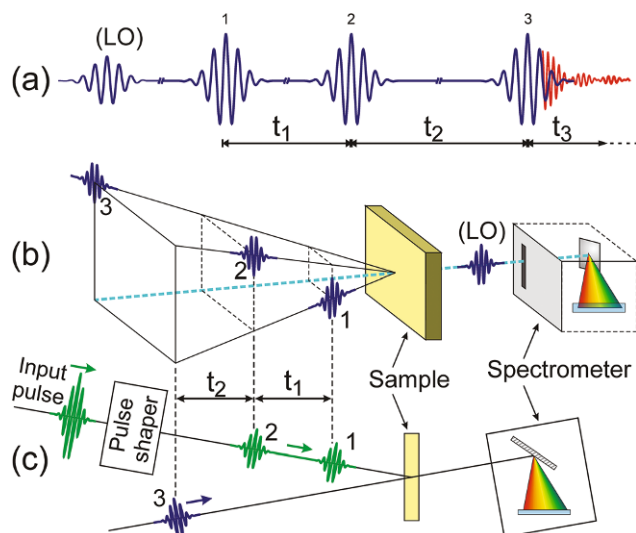 (a)
(LO)
1
2
3
t1
t2
t3
(b)
3
2
1
(LO)
Sample
Spectrometer
t2
t1
(c)
Input
pulse
Pulse
shaper
2
1
3